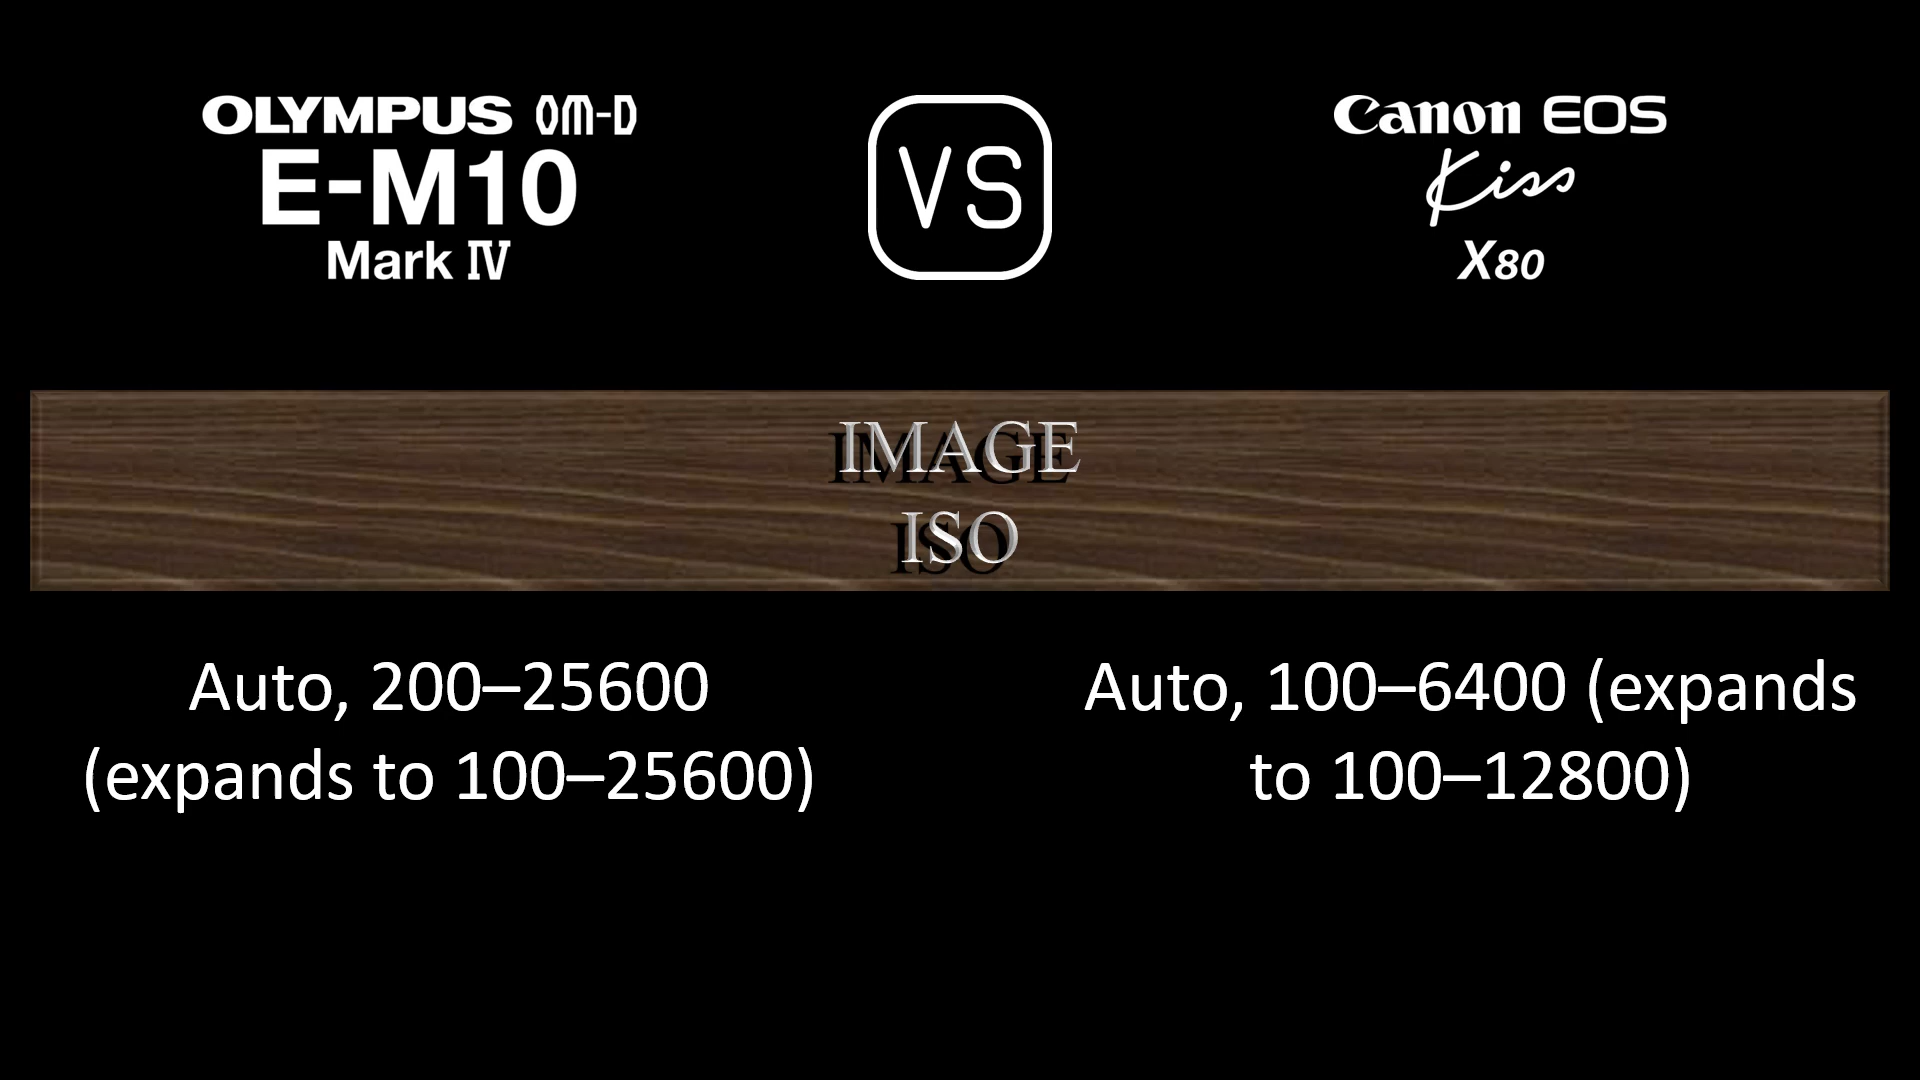 OLYMPUS OM-D
E-M10
Mark IV
VS
Canon EOS
Kiss
X80
IMAGE
ISO
Auto, 200–25600
(expands to 100–25600)
Auto, 100–6400 (expands
to 100–12800)